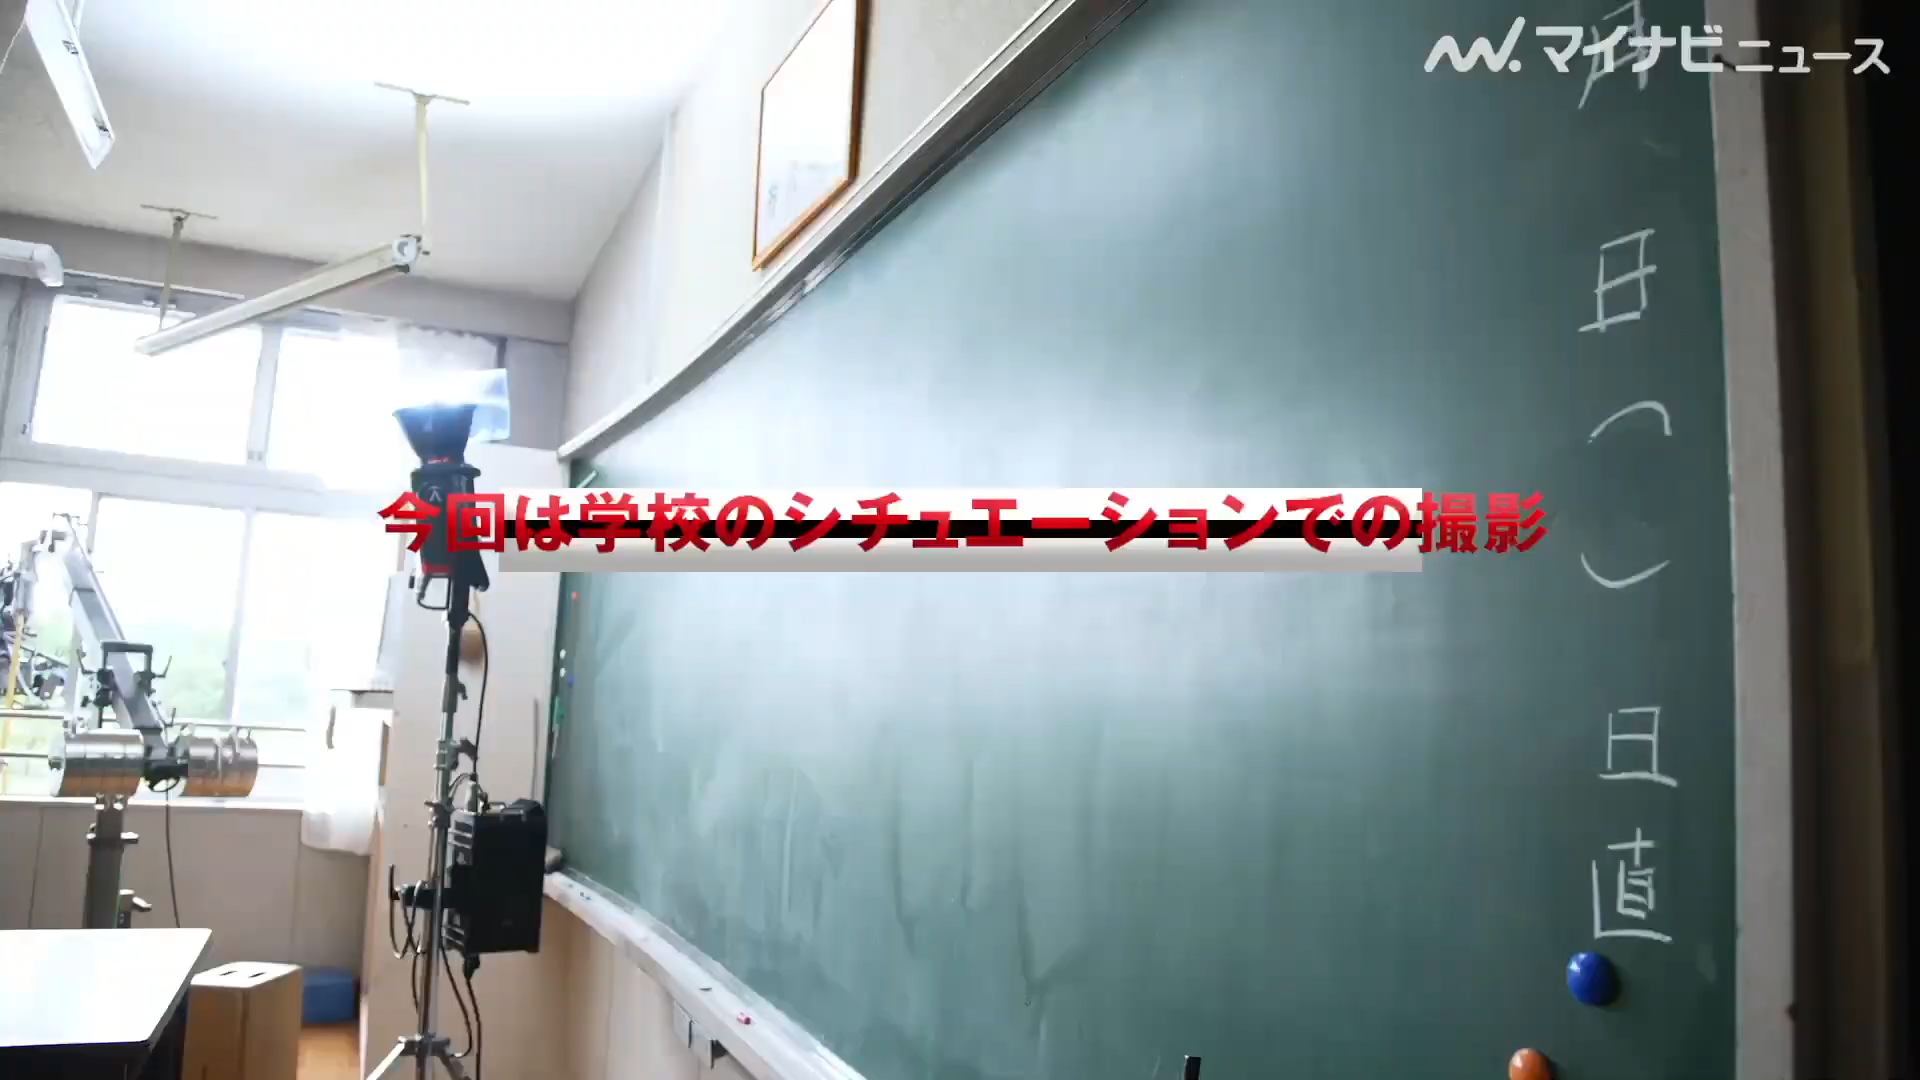 マイナビニュース
今回は学校のシチュエーションでの撮影
月
日
（
）
日
直